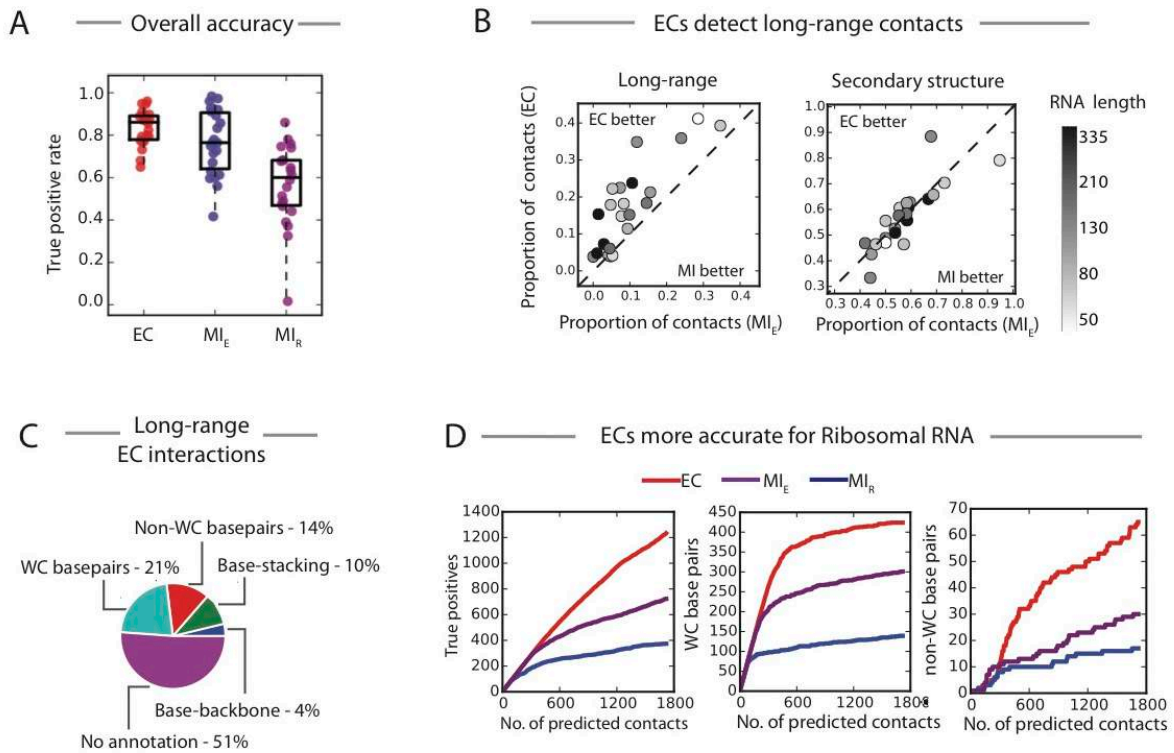 A
Overall accuracy
True positive rate
1.0
0.8
0.6
0.4
0.2
0.0
EC
MI_E
MI_R
B
ECs detect long-range contacts
Long-range
Proportion of contacts (EC)
0.4
0.3
0.2
0.1
0.0
EC better
MI better
0.0 0.1 0.2 0.3 0.4
Proportion of contacts (MI_E)
Secondary structure
1.0
0.9
0.8
0.7
0.6
0.5
0.4
0.3
EC better
MI better
0.3 0.4 0.5 0.6 0.7 0.8 0.9 1.0
Proportion of contacts (MI_E)
RNA length
335
210
130
80
50
C
Long-range
EC interactions
Non-WC basepairs - 14%
WC basepairs - 21%
Base-stacking - 10%
Base-backbone - 4%
No annotation - 51%
D
ECs more accurate for Ribosomal RNA
EC
MI_E
MI_R
True positives
1400
1200
1000
800
600
400
200
0
0 600 1200 1800
No. of predicted contacts
WC base pairs
450
400
350
300
250
200
150
100
50
0
0 600 1200 1800
No. of predicted contacts
non-WC base pairs
70
60
50
40
30
20
10
0
0 600 1200 1800
No. of predicted contacts